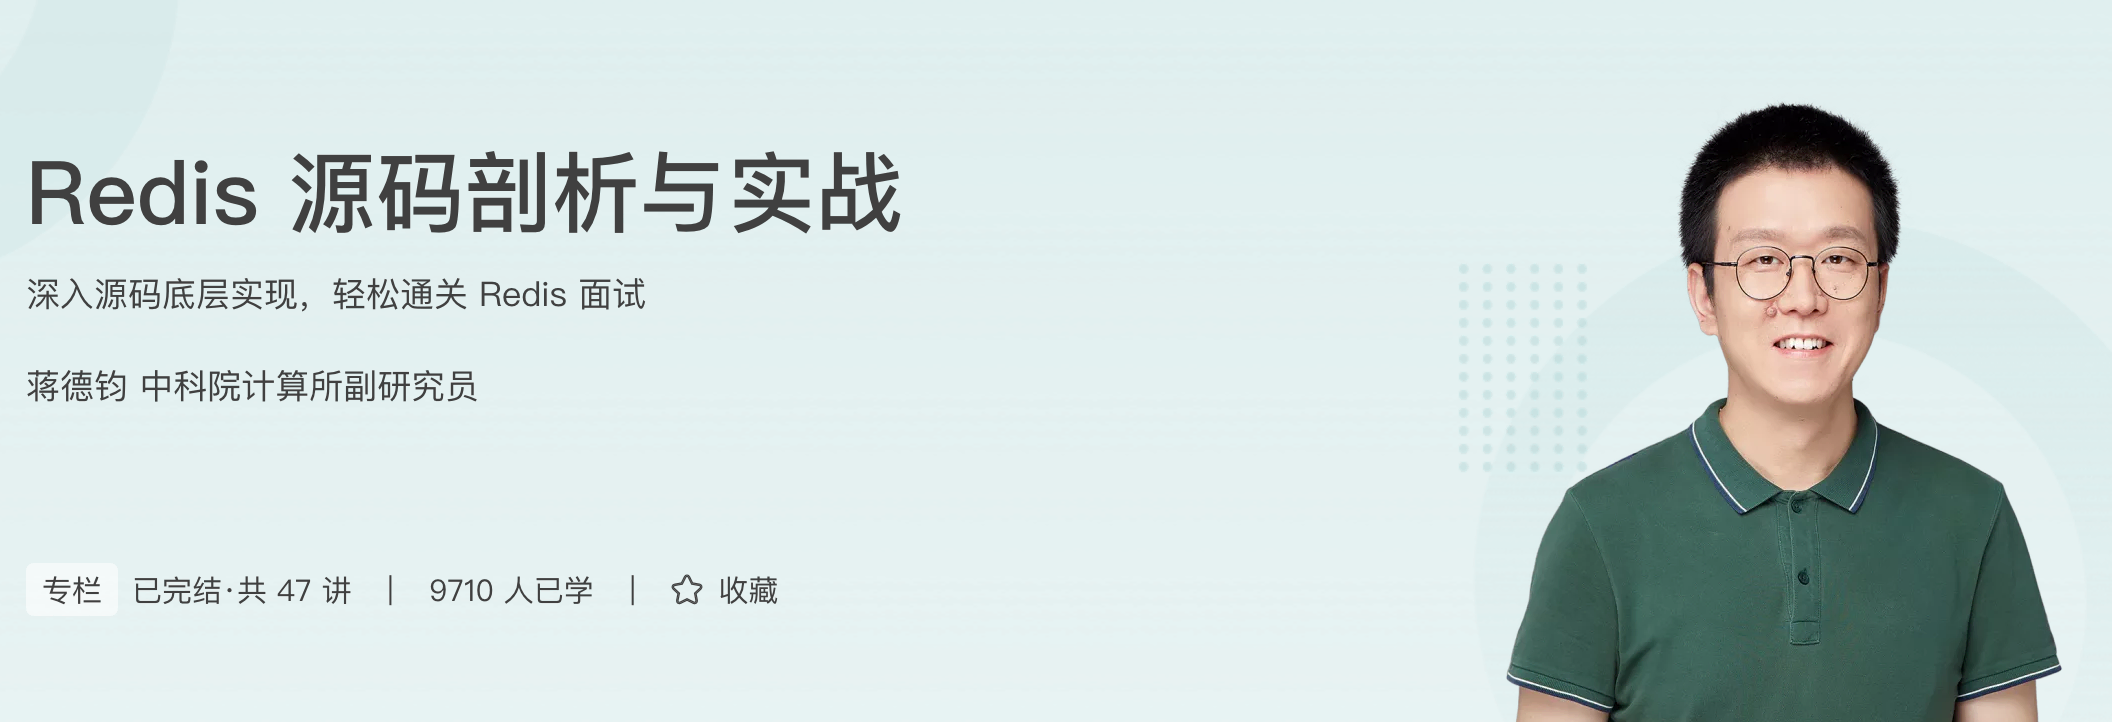 Redis 源码剖析与实战
深入源码底层实现，轻松通关 Redis 面试
蒋德钧 中科院计算所副研究员
专栏 已完结·共 47 讲 | 9710 人已学 | 收藏